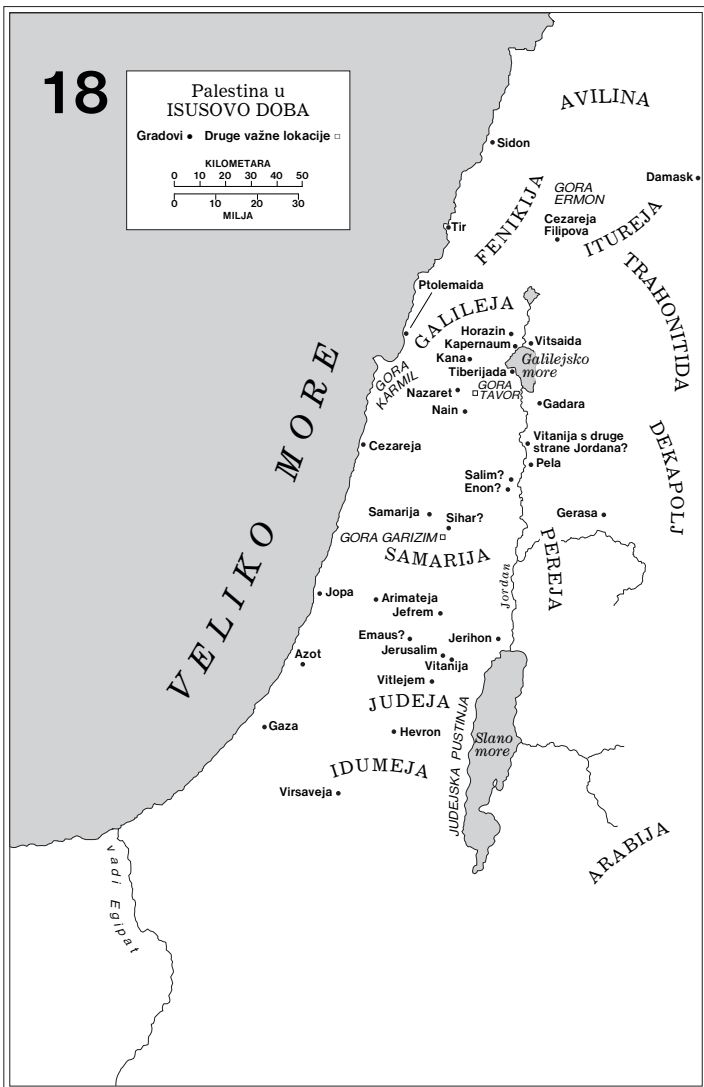 18
Palestina u
ISUSOVO DOBA
Gradovi Druge važne lokacije
KILOMETARA
0 10 20 30 40 50
0 10 20 30
MILJA
AVILINA
Sidon
Damask
GORA
ERMON
FENIKIJA
Cezareja
Filipova
ITUREJA
Tir
TRAHONITIDA
Ptolemaida
GALILEJA
Horazin
Kapernaum
Vitsaida
Kana
Galilejsko
more
Tiberijada
GORA
KARMIL
Nazaret
GORA
TAVOR
Nain
Gadara
VELIKO MORE
Cezareja
Vitanija s druge
strane Jordana?
DEKAPOLJ
Pela
Salim?
Enon?
Samarija
Sihar?
Gerasa
GORA GARIZIM
SAMARIJA
PEREJA
Jordan
Jopa
Arimateja
Jefrem
Emaus?
Jerihon
Jerusalim
Vitanija
Azot
Vitlejem
JUDEJA
Gaza
Hevron
Slano
more
JUDEJSKA PUSTINJA
IDUMEJA
Virsaveja
ARABIJA
vadi Egipat